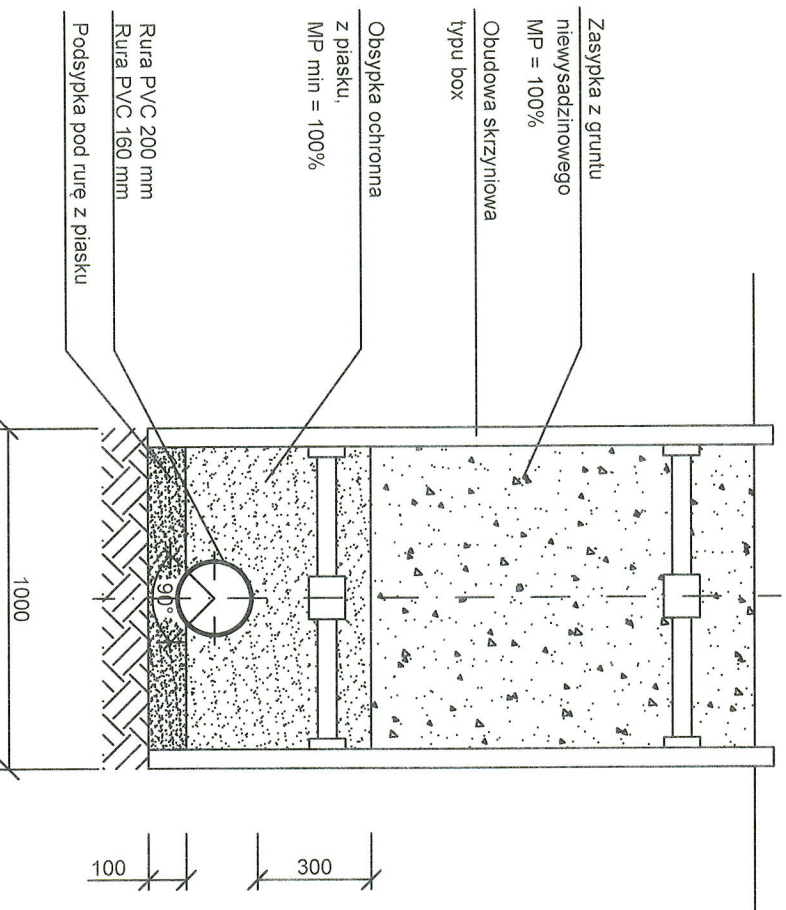 Zasypka z gruntu
niewysadzinowego
MP = 100%
Obudowa skrzyniowa
typu box
Obsypka ochronna
z piasku,
MP min = 100%
Rura PVC 200 mm
Rura PVC 160 mm
Podsypka pod rurę z piasku
90°
1000
300
100